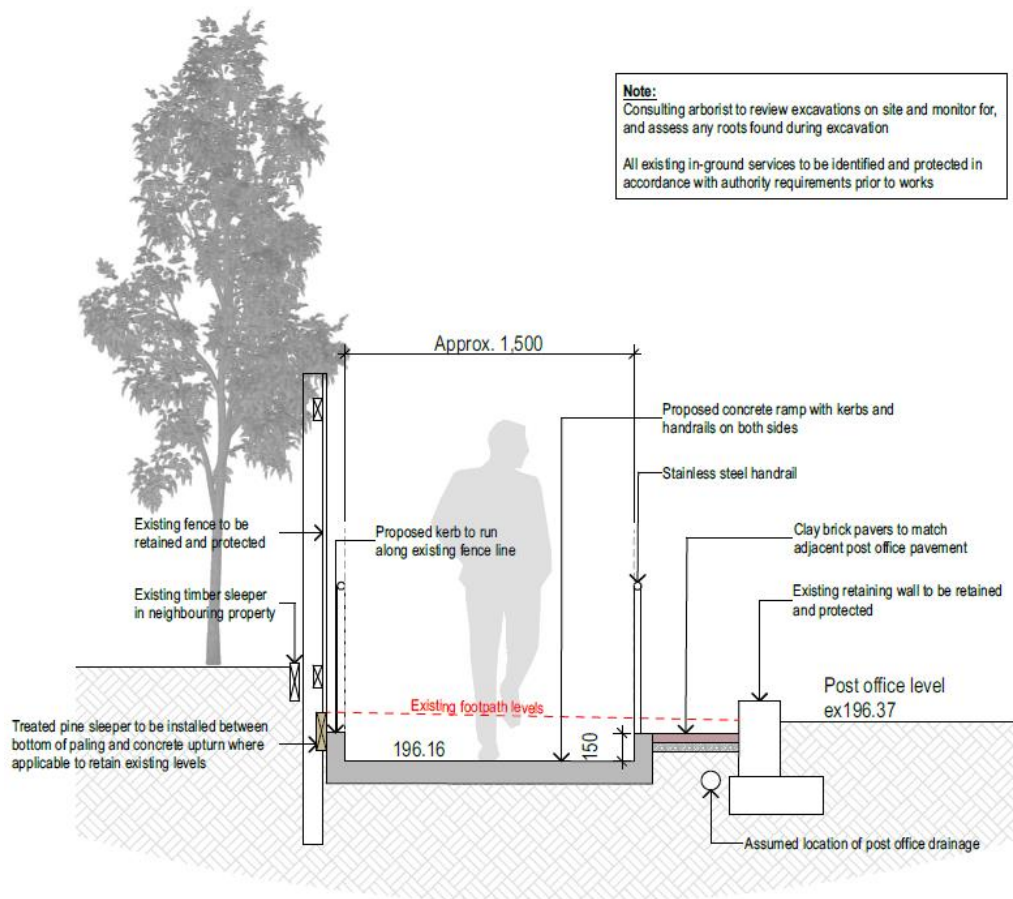 Note:
Consulting arborist to review excavations on site and monitor for,
and assess any roots found during excavation
All existing in-ground services to be identified and protected in
accordance with authority requirements prior to works
Approx. 1,500
Proposed concrete ramp with kerbs and
handrails on both sides
Stainless steel handrail
Existing fence to be
retained and protected
Proposed kerb to run
along existing fence line
Clay brick pavers to match
adjacent post office pavement
Existing timber sleeper
in neighbouring property
Existing retaining wall to be retained
and protected
Post office level
ex196.37
Existing footpath levels
Treated pine sleeper to be installed between
bottom of paling and concrete upturn where
applicable to retain existing levels
196.16
150
Assumed location of post office drainage